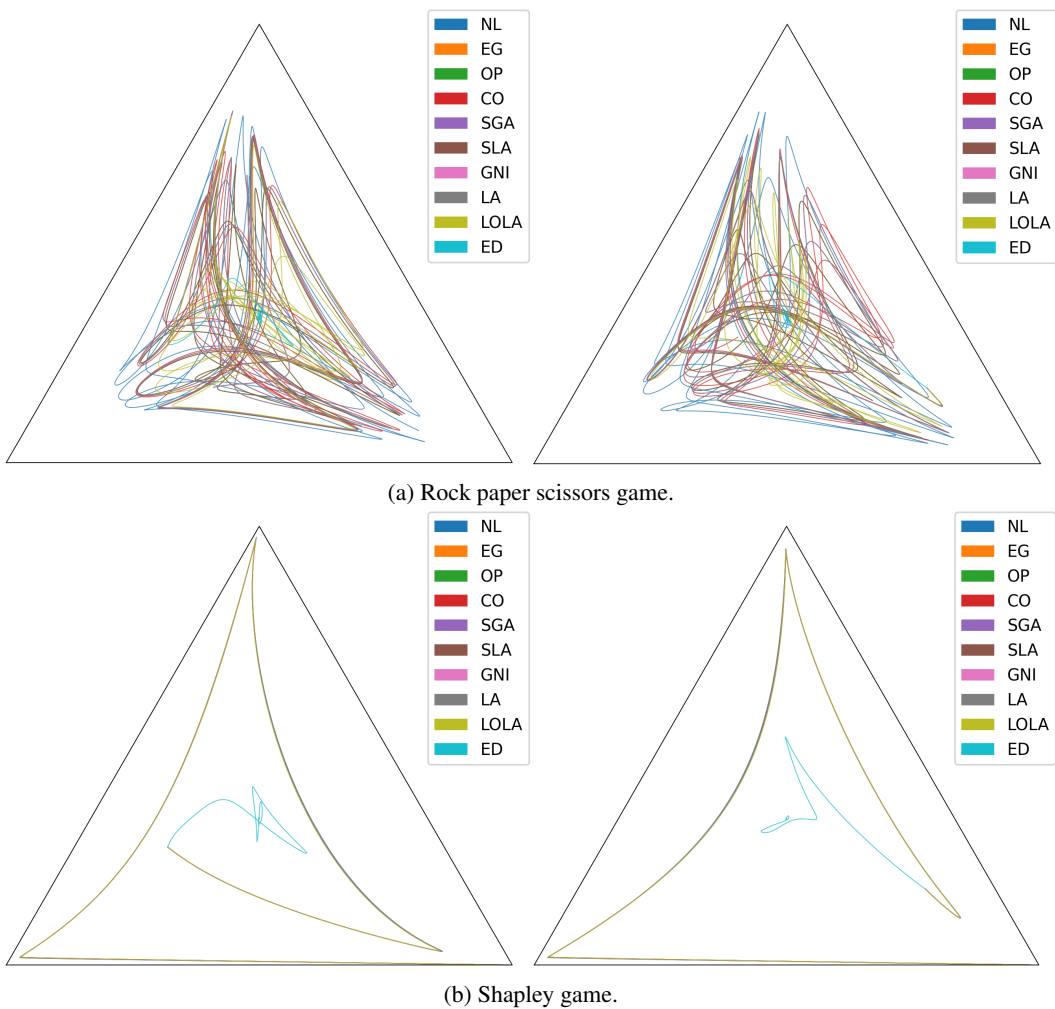 NL
EG
OP
CO
SGA
SLA
GNI
LA
LOLA
ED
NL
EG
OP
CO
SGA
SLA
GNI
LA
LOLA
ED
(a) Rock paper scissors game.
NL
EG
OP
CO
SGA
SLA
GNI
LA
LOLA
ED
NL
EG
OP
CO
SGA
SLA
GNI
LA
LOLA
ED
(b) Shapley game.